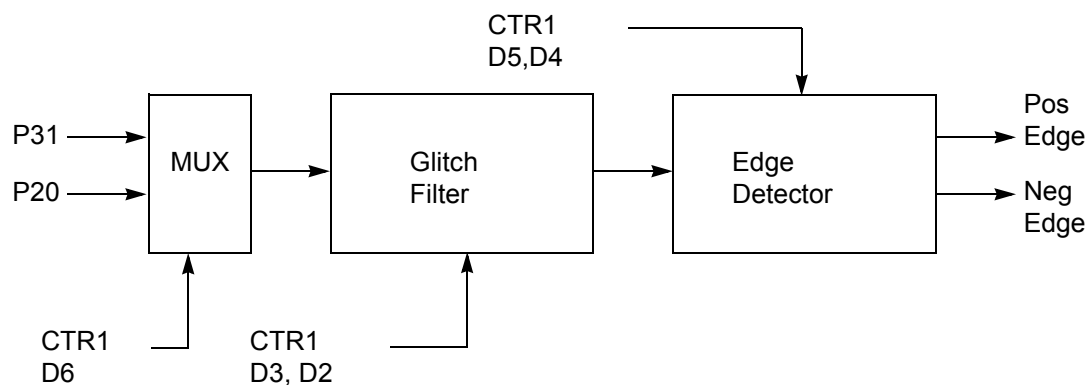 CTR1
D5,D4
P31
P20
MUX
Glitch
Filter
Edge
Detector
Pos
Edge
Neg
Edge
CTR1
D6
CTR1
D3, D2